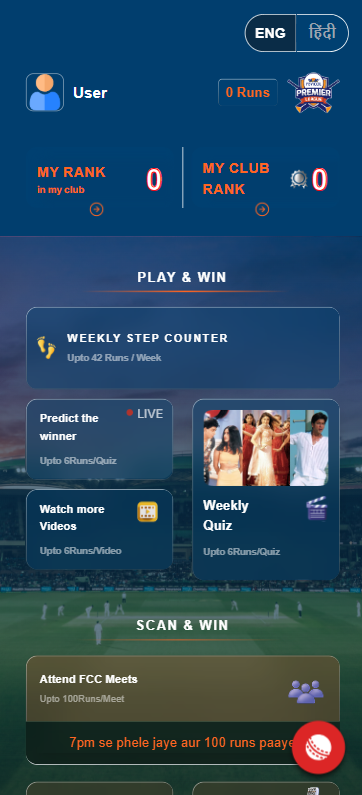 ENG हिंदी
User
0 Runs
PREMIER
LEAGUE
MY RANK
in my club
0
MY CLUB
RANK
0
PLAY & WIN
WEEKLY STEP COUNTER
Upto 42 Runs / Week
Predict the
winner
LIVE
Upto 6Runs/Quiz
Watch more
Videos
Upto 6Runs/Video
Weekly
Quiz
Upto 6Runs/Quiz
SCAN & WIN
Attend FCC Meets
Upto 100Runs/Meet
7pm se phele jaye aur 100 runs paaye